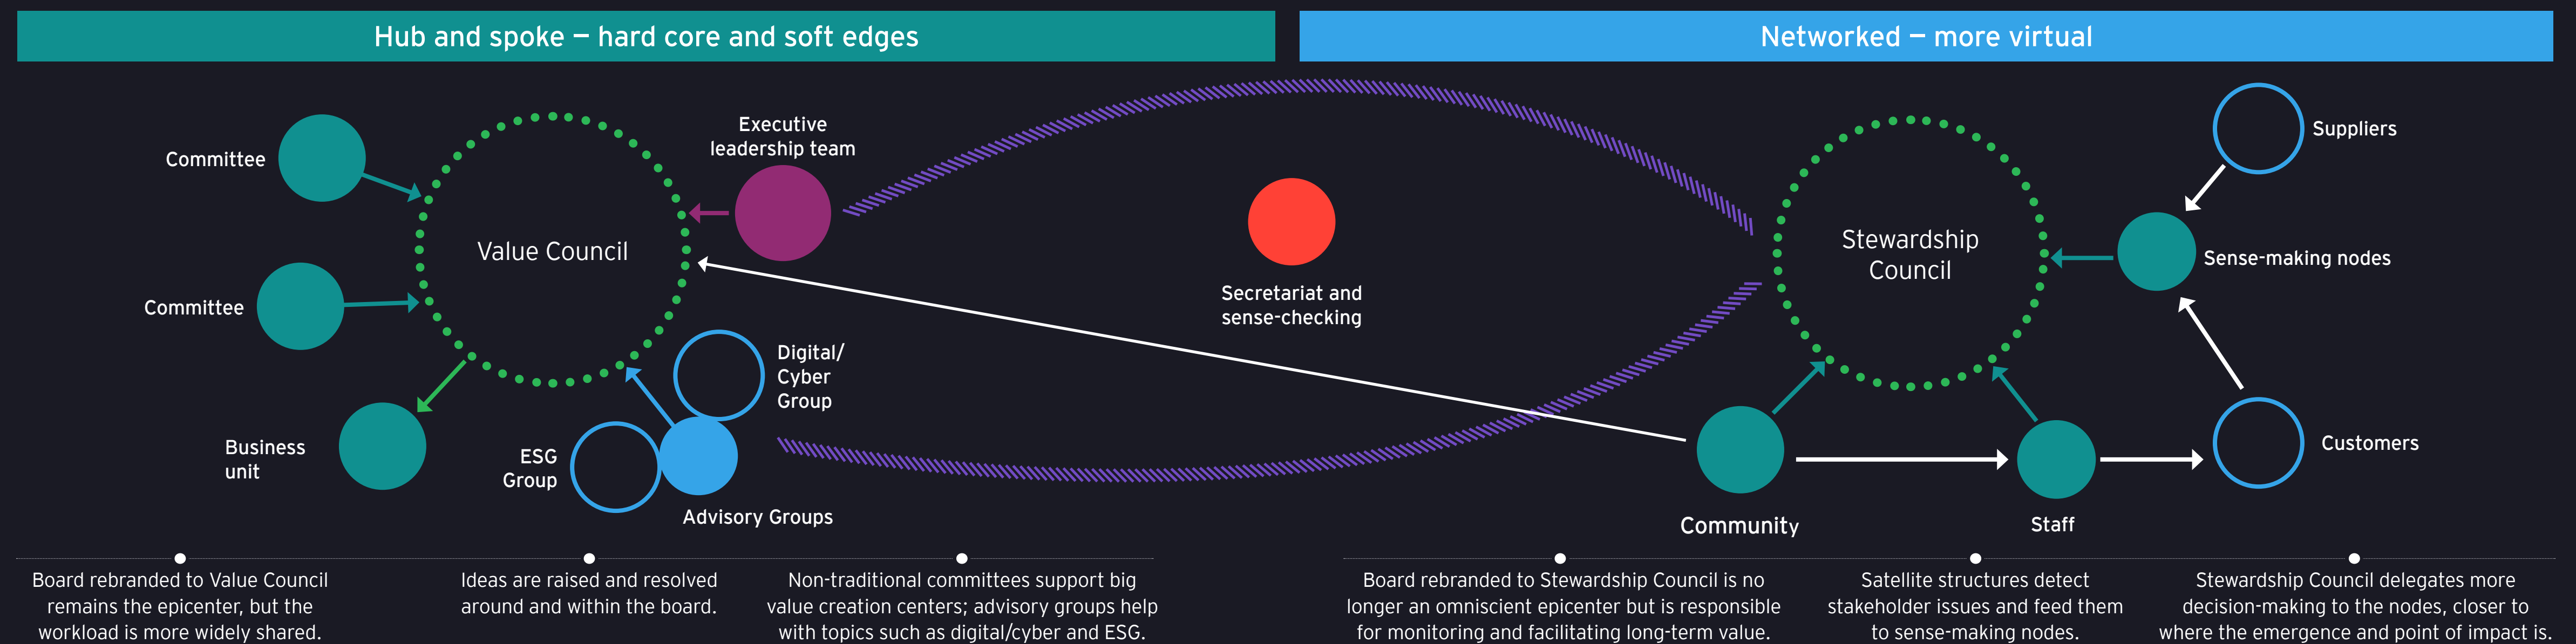 Hub and spoke – hard core and soft edges
Networked – more virtual
Committee
Committee
Business
unit
Value Council
Executive
leadership team
Digital/
Cyber
Group
ESG
Group
Advisory Groups
Secretariat and
sense-checking
Stewardship
Council
Suppliers
Sense-making nodes
Customers
Community
Staff
Board rebranded to Value Council
remains the epicenter, but the
workload is more widely shared.
Ideas are raised and resolved
around and within the board.
Non-traditional committees support big
value creation centers; advisory groups help
with topics such as digital/cyber and ESG.
Board rebranded to Stewardship Council is no
longer an omniscient epicenter but is responsible
for monitoring and facilitating long-term value.
Satellite structures detect
stakeholder issues and feed them
to sense-making nodes.
Stewardship Council delegates more
decision-making to the nodes, closer to
where the emergence and point of impact is.